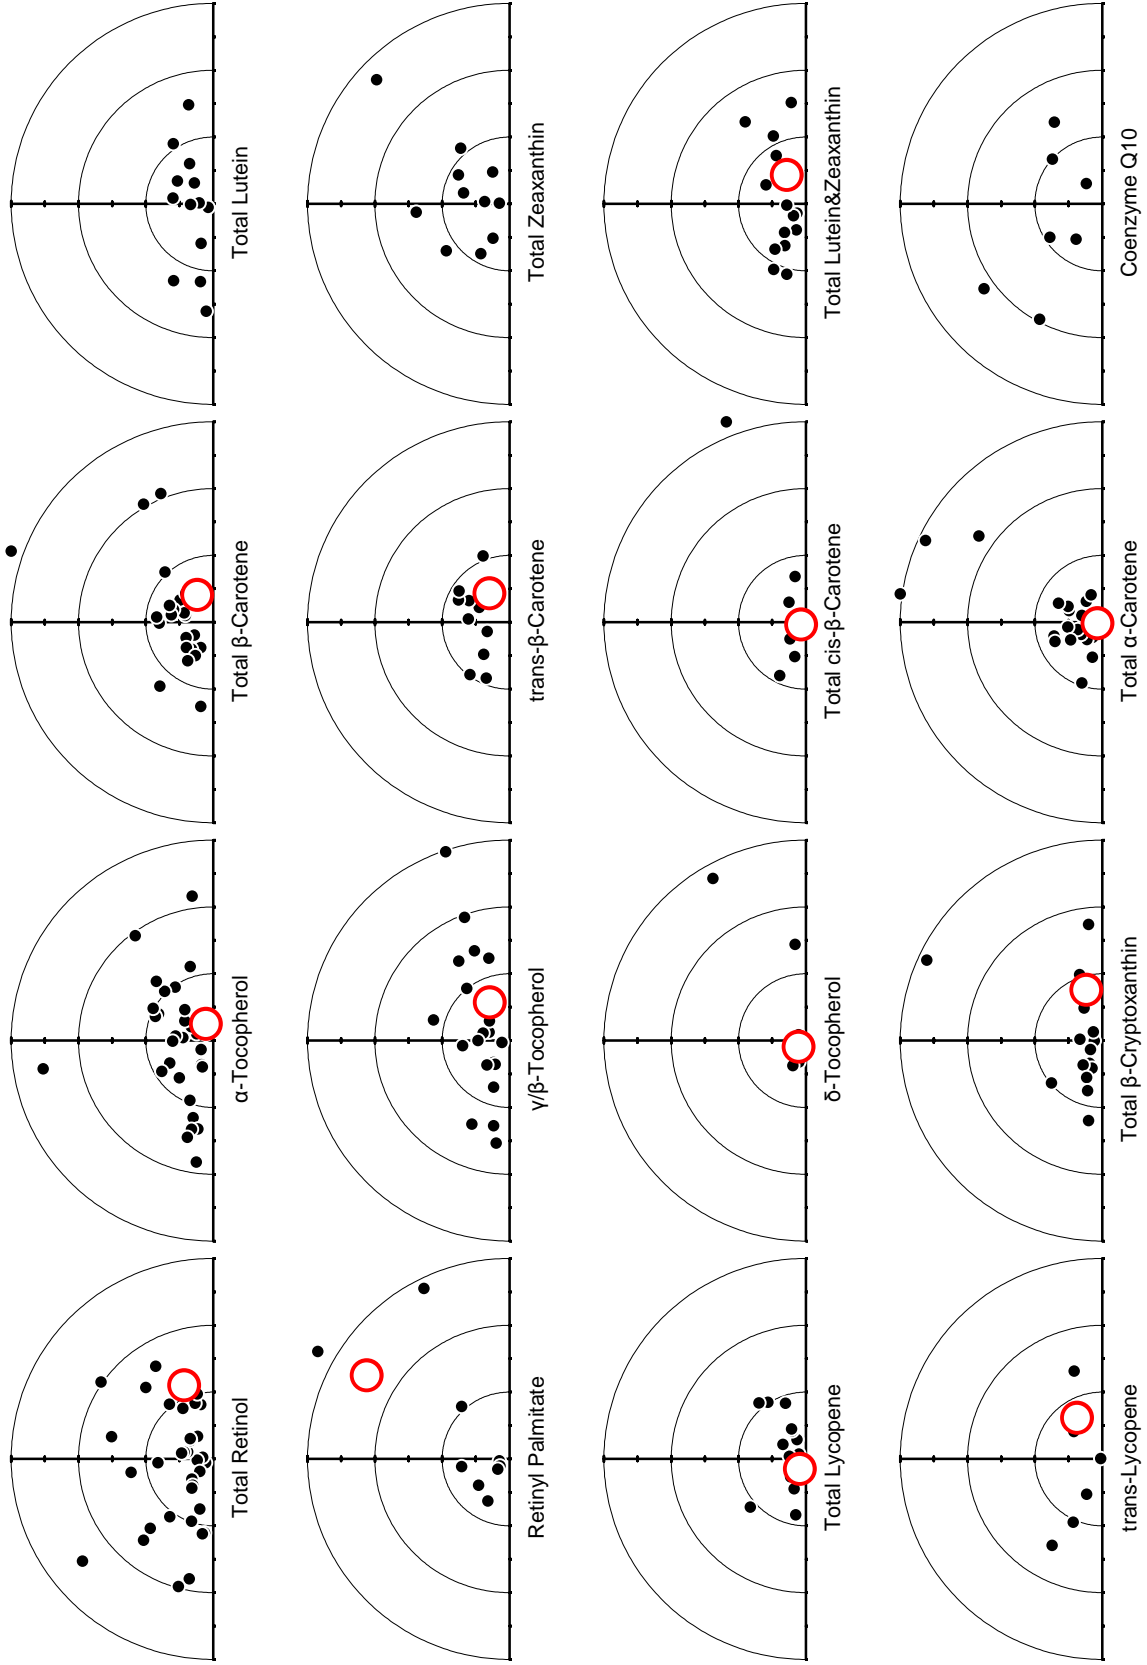 Total Retinol
α-Tocopherol
Total β-Carotene
Total Lutein
Retinyl Palmitate
γ/β-Tocopherol
trans-β-Carotene
Total Zeaxanthin
Total Lycopene
δ-Tocopherol
Total cis-β-Carotene
Total Lutein&Zeaxanthin
trans-Lycopene
Total β-Cryptoxanthin
Total α-Carotene
Coenzyme Q10